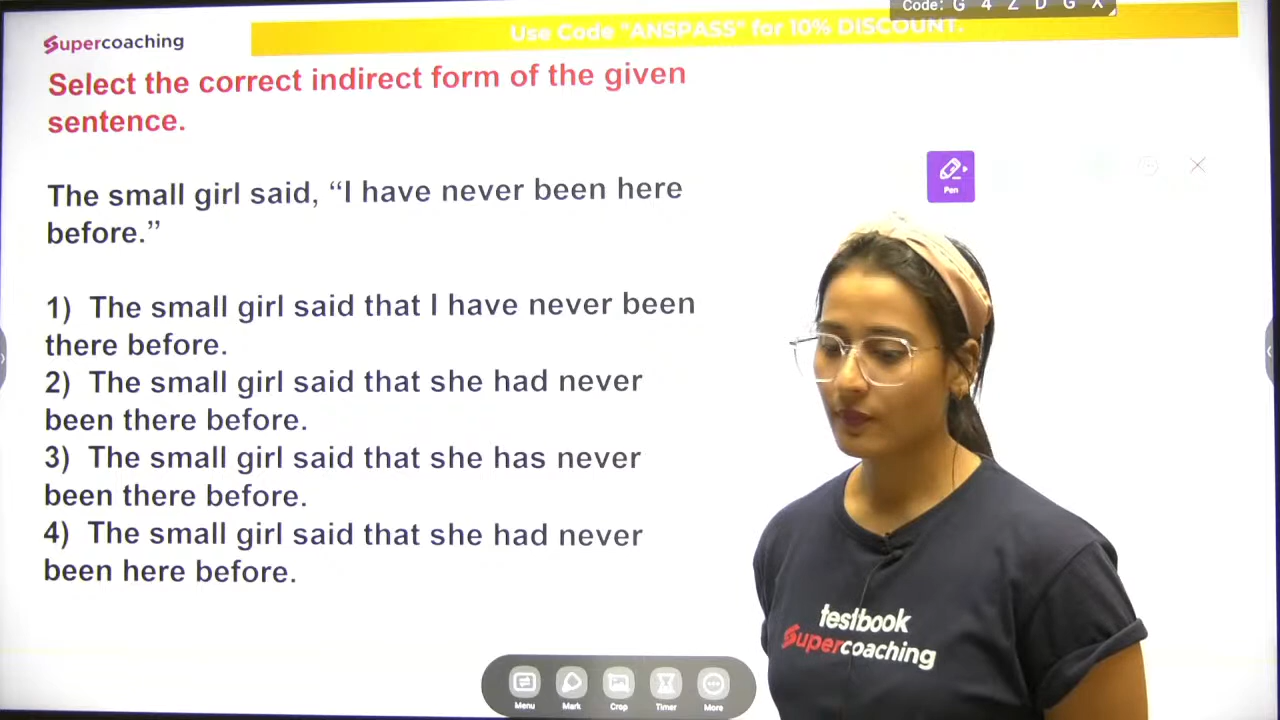 Code: G 4 Z D G X
Supercoaching
Use Code "ANSPASS" for 10% DISCOUNT.
Select the correct indirect form of the given
sentence.
The small girl said, “I have never been here
before.”
1) The small girl said that I have never been
there before.
2) The small girl said that she had never
been there before.
3) The small girl said that she has never
been there before.
4) The small girl said that she had never
been here before.
Pen
testbook
Supercoaching
Menu
Mark
Crop
Timer
More